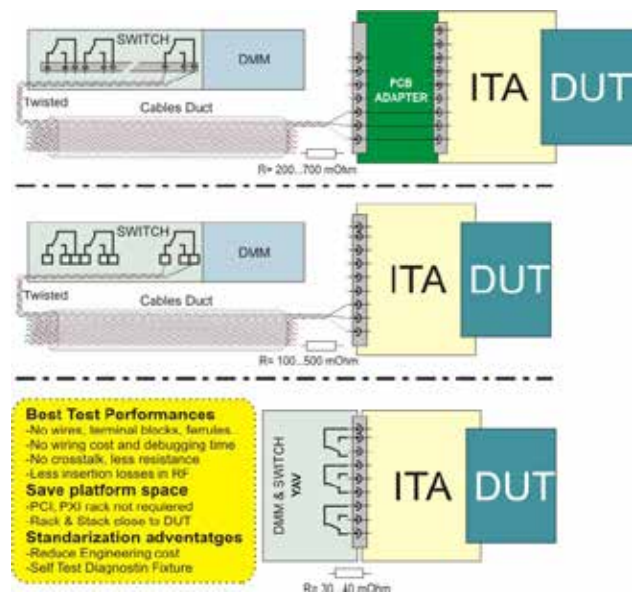 SWITCH
DMM
PCB
ADAPTER
ITA
DUT
Twisted
Cables Duct
R= 200...700 mOhm
SWITCH
DMM
ITA
DUT
Twisted
Cables Duct
R= 100...500 mOhm
Best Test Performances
-No wires, terminal blocks, ferrules..
-No wiring cost and debugging time
-No crosstalk, less resistance
-Less insertion losses in RF
Save platform space
-PCI, PXI rack not requiered
-Rack & Stack close to DUT
Standarization adventatges
-Reduce Engineering cost
-Self Test Diagnostin Fixture
DMM & SWITCH
YAV
ITA
DUT
R= 30...40 mOhm